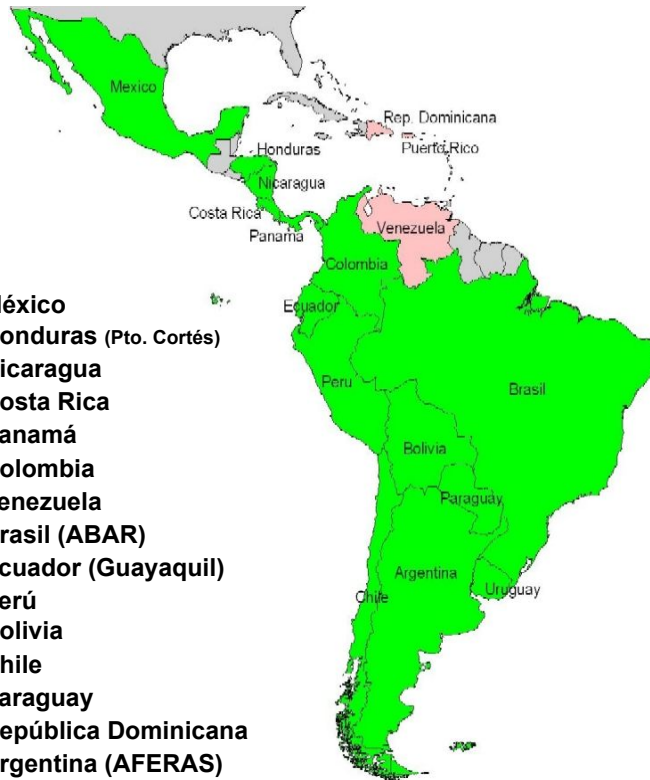 Mexico
Rep. Dominicana
Puerto Rico
Honduras
Nicaragua
Costa Rica
Panama
Venezuela
Colombia
Ecuador
Peru
Brasil
Bolivia
Paraguay
Argentina
Chile
Uruguay
éxico
onduras (Pto. Cortés)
icaragua
osta Rica
anamá
olombia
enezuela
rasil (ABAR)
cuador (Guayaquil)
erú
olivia
hile
araguay
epública Dominicana
rgentina (AFERAS)